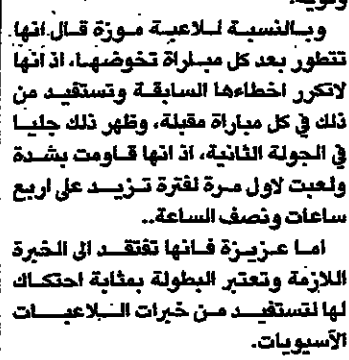 وبالنسبة للاعبة موزة قال انها
تتطور بعد كل مباراة تخوضها، اذ انها
لاتكرر اخطاءها السابقة وتستفيد من
ذلك في كل مباراة مقبلة، وظهر ذلك جليا
في الجولة الثانية، اذ انها قاومت بشدة
ولعبت لاول مرة لفترة تزيد على اربع
ساعات ونصف الساعة..
اما عزيزة فانها تفتقد الى الخبرة
اللازمة وتعتبر البطولة بمثابة احتكاك
لها لتستفيد من خبرات اللاعبات
الآسيويات.